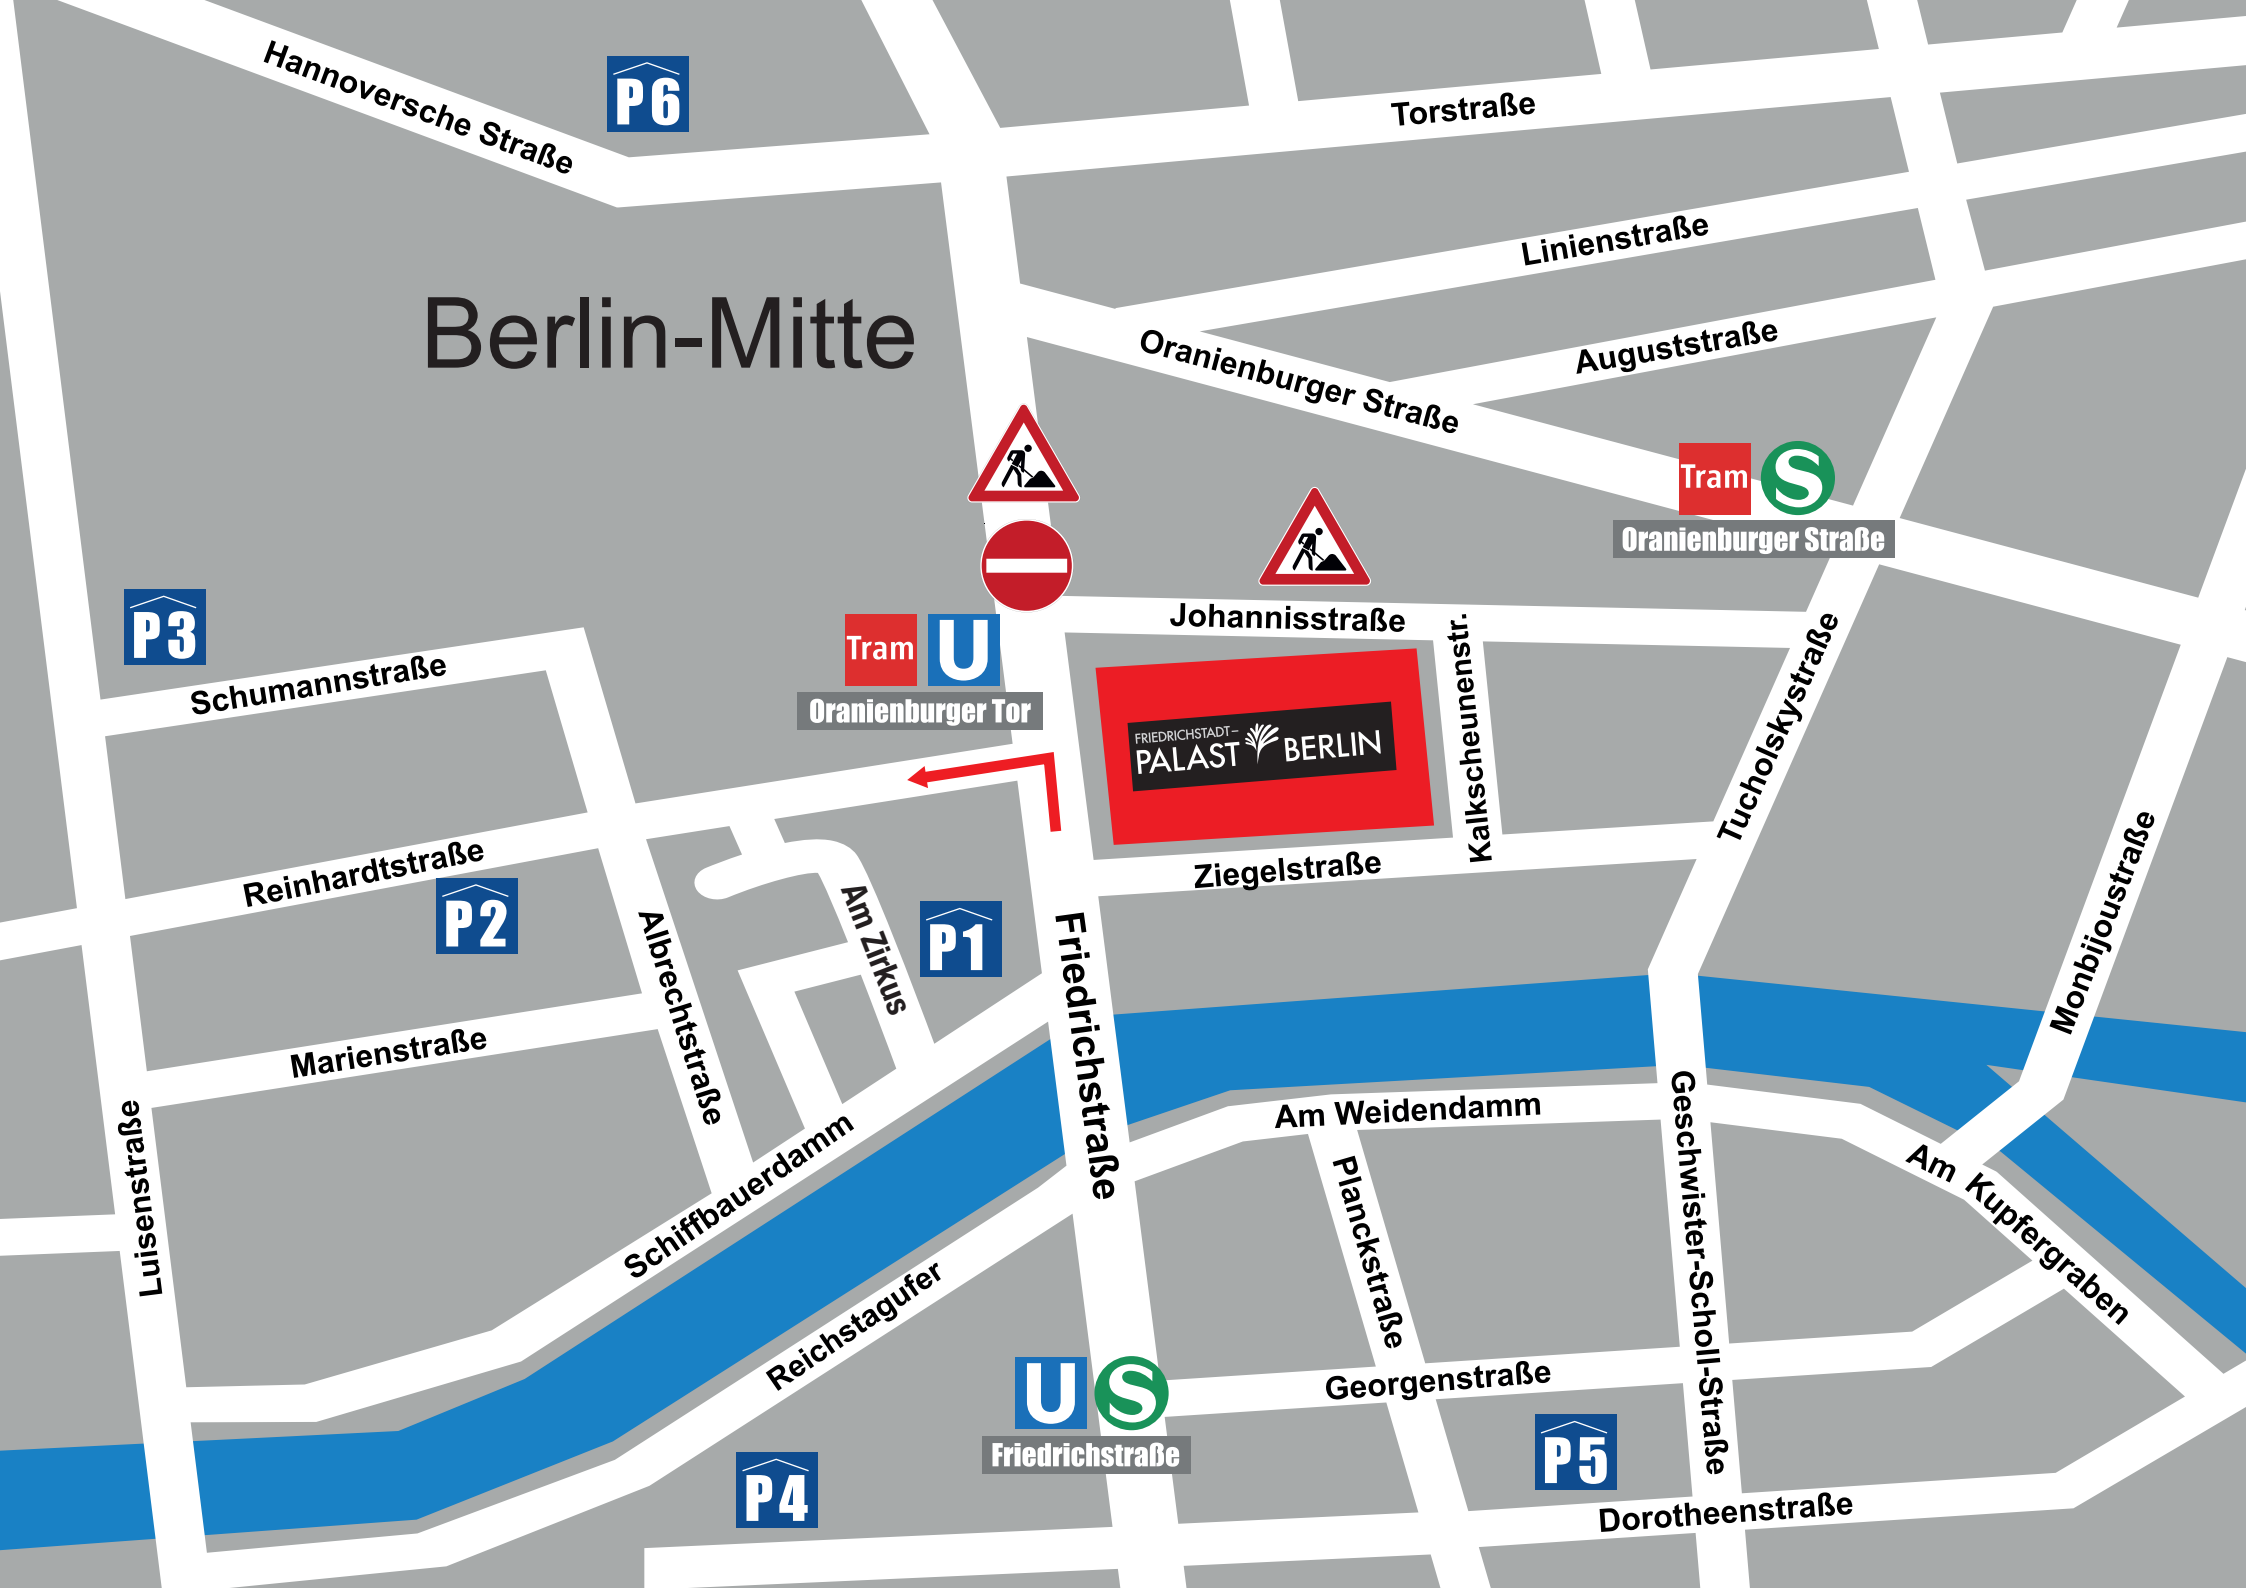 Hannoversche Straße
P6
Torstraße
Berlin-Mitte
Linienstraße
Auguststraße
Oranienburger Straße
Tram
S
Oranienburger Straße
P3
Schumannstraße
Tram
U
Oranienburger Tor
Johannisstraße
Kalkscheunenstr.
Tucholskystraße
FRIEDRICHSTADT–
PALAST BERLIN
Reinhardtstraße
P2
Albrechtstraße
Am Zirkus
P1
Friedrichstraße
Ziegelstraße
Monbijoustraße
Marienstraße
Luisenstraße
Schiffbauerdamm
Reichstagufer
Am Weidendamm
Planckstraße
Geschwister-Scholl-Straße
Am Kupfergraben
U
S
Friedrichstraße
Georgenstraße
P4
P5
Dorotheenstraße